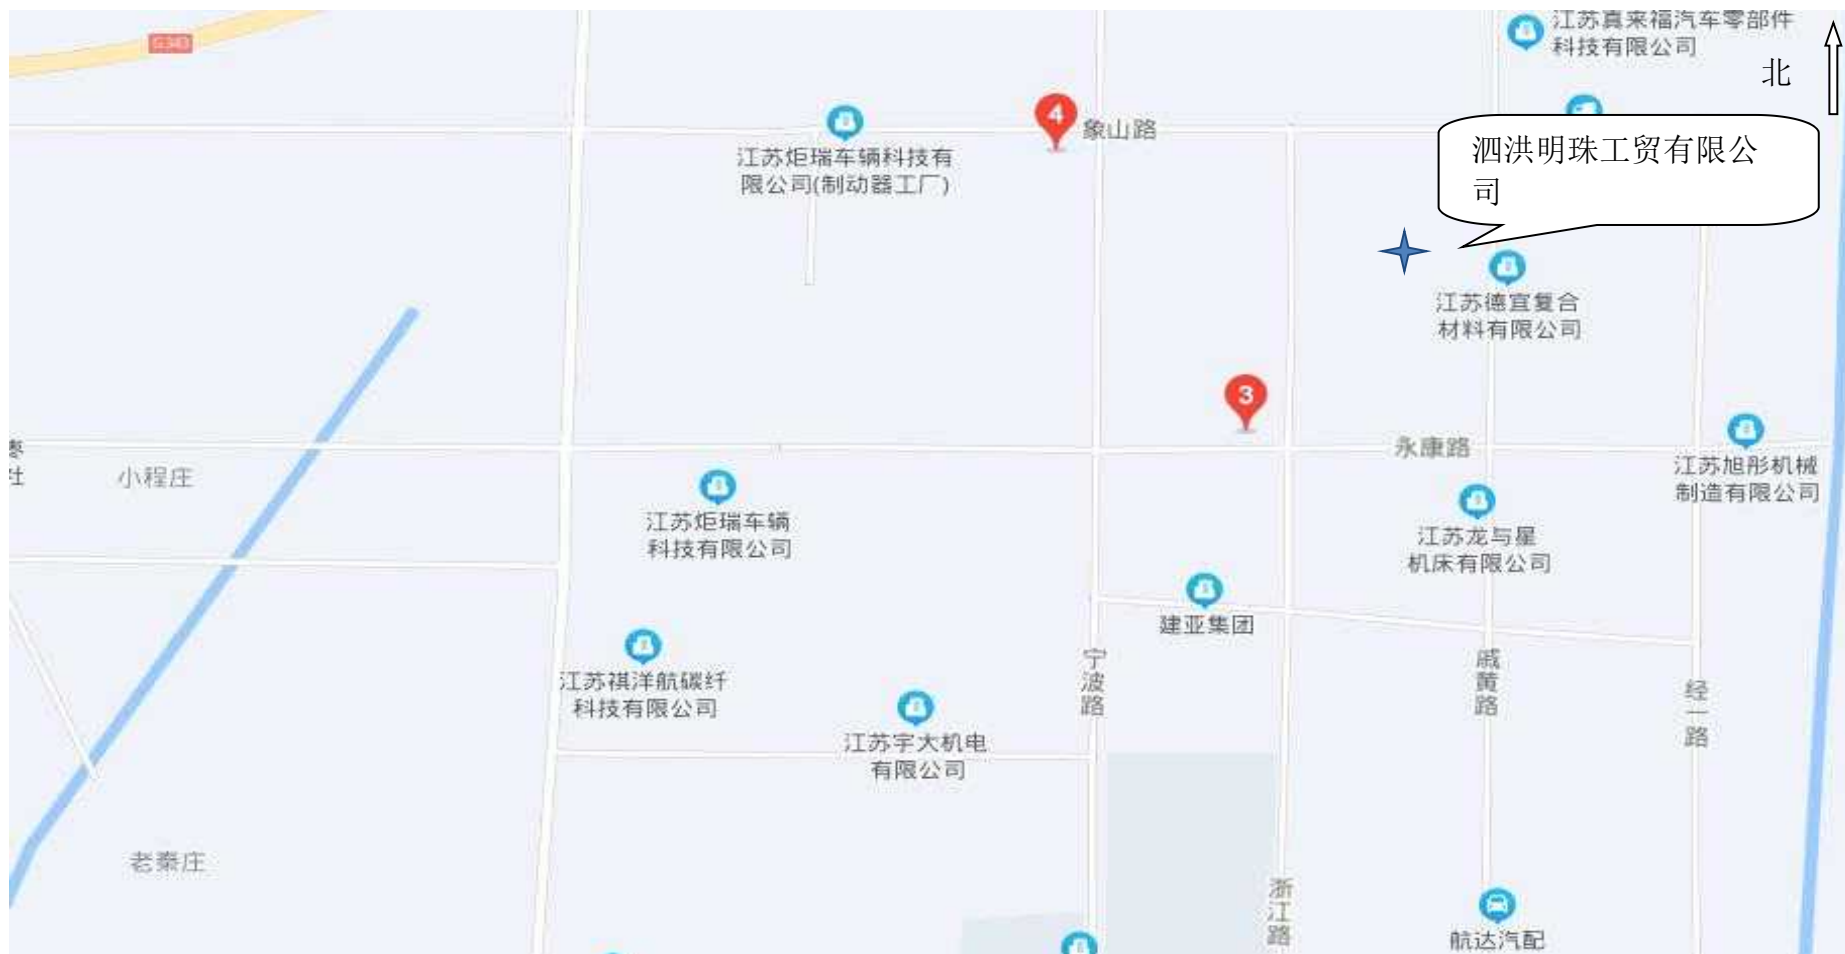 江苏真来福汽车零部件
科技有限公司
G343
北
4
象山路
江苏炬瑞车辆科技有
限公司(制动器工厂)
泗洪明珠工贸有限公
司
江苏德宜复合
材料有限公司
3
永康路
小程庄
江苏旭彤机械
制造有限公司
江苏炬瑞车辆
科技有限公司
江苏龙与星
机床有限公司
建亚集团
江苏祺洋航碳纤
科技有限公司
宁波路
戚黄路
经一路
江苏宇大机电
有限公司
老秦庄
浙江路
航达汽配